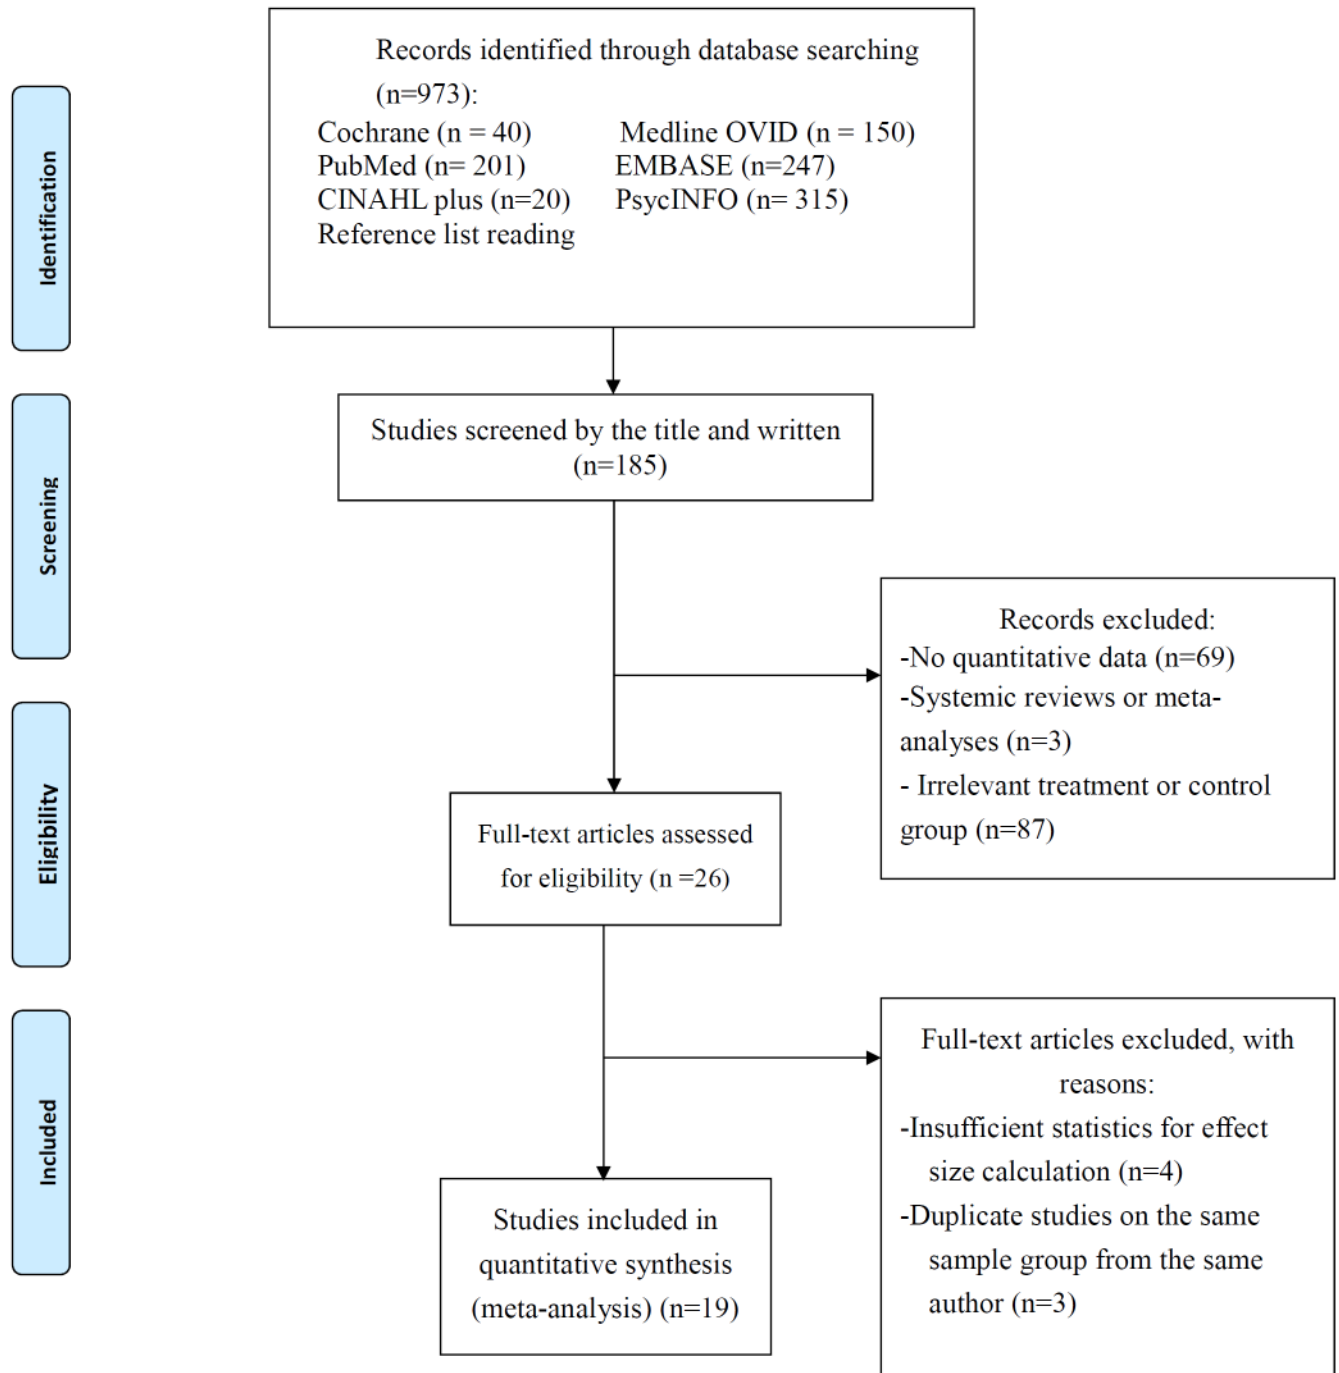 Records identified through database searching
(n=973):
Cochrane (n = 40) Medline OVID (n = 150)
PubMed (n= 201) EMBASE (n=247)
CINAHL plus (n=20) PsycINFO (n= 315)
Reference list reading
Identification
Studies screened by the title and written
(n=185)
Screening
Records excluded:
-No quantitative data (n=69)
-Systemic reviews or meta-
analyses (n=3)
- Irrelevant treatment or control
group (n=87)
Eligibility
Full-text articles assessed
for eligibility (n =26)
Full-text articles excluded, with
reasons:
-Insufficient statistics for effect
size calculation (n=4)
-Duplicate studies on the same
sample group from the same
author (n=3)
Included
Studies included in
quantitative synthesis
(meta-analysis) (n=19)